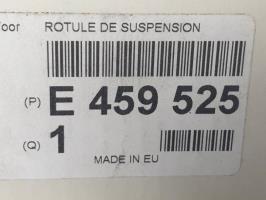 oor ROTULE DE SUSPENSION
(P) E 459 525
(Q) 1
MADE IN EU